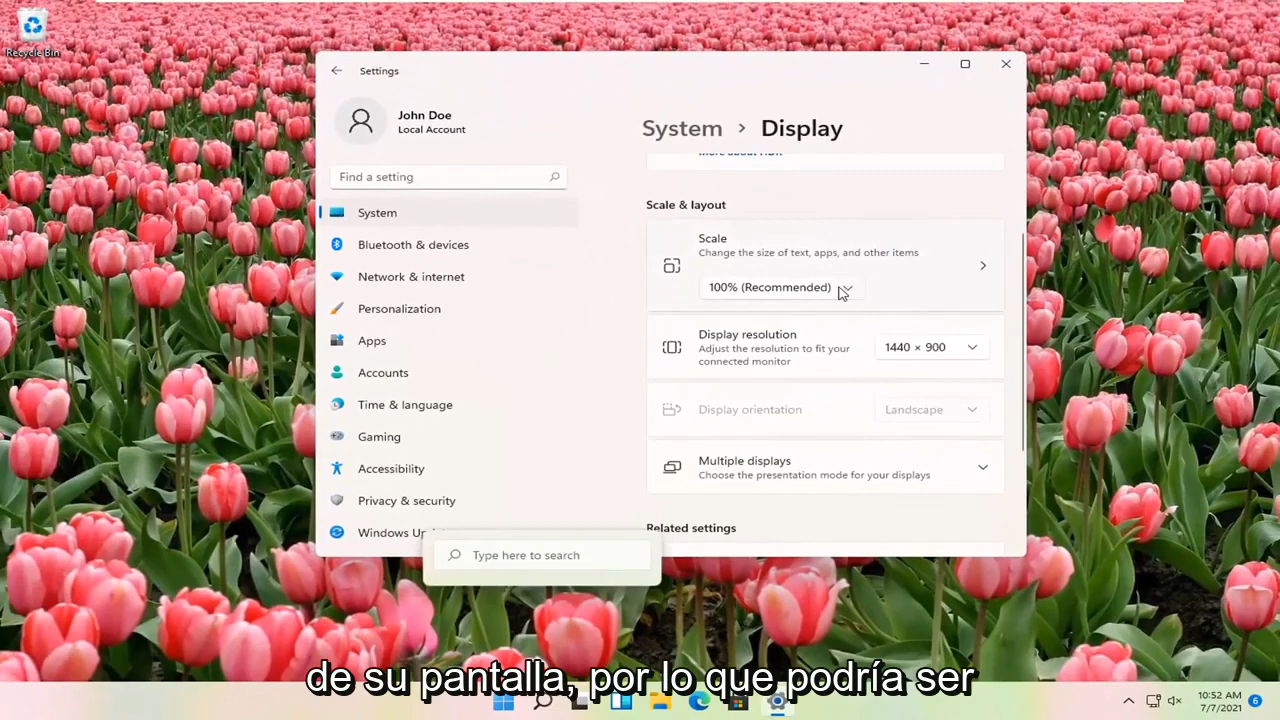 Recycle Bin
Settings
John Doe
Local Account
Find a setting
System
Bluetooth & devices
Network & internet
Personalization
Apps
Accounts
Time & language
Gaming
Accessibility
Privacy & security
Windows
Type here to search
System > Display
More about HDR
Scale & layout
Scale
Change the size of text, apps, and other items
100% (Recommended)
Display resolution
Adjust the resolution to fit your
connected monitor
1440 × 900
Display orientation
Landscape
Multiple displays
Choose the presentation mode for your displays
Related settings
de su pantalla, por lo que podría ser
10:52 AM
7/7/2021
6